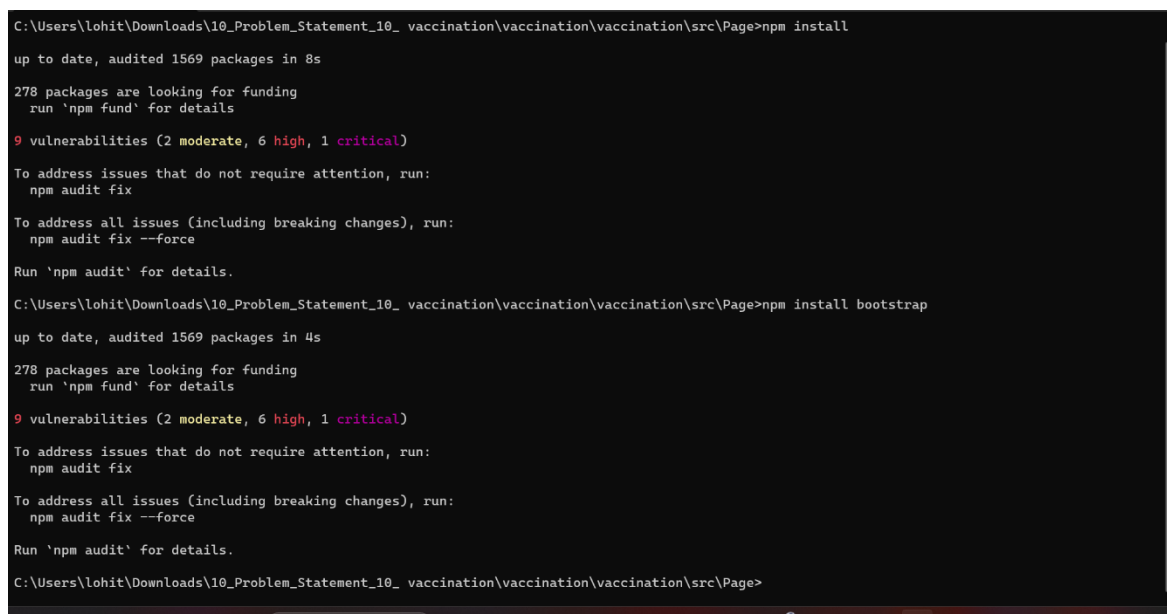 C:\Users\lohit\Downloads\10_Problem_Statement_10_ vaccination\vaccination\vaccination\src\Page>npm install
up to date, audited 1569 packages in 8s
278 packages are looking for funding
run `npm fund` for details
9 vulnerabilities (2 moderate, 6 high, 1 critical)
To address issues that do not require attention, run:
npm audit fix
To address all issues (including breaking changes), run:
npm audit fix --force
Run `npm audit` for details.
C:\Users\lohit\Downloads\10_Problem_Statement_10_ vaccination\vaccination\vaccination\src\Page>npm install bootstrap
up to date, audited 1569 packages in 4s
278 packages are looking for funding
run `npm fund` for details
9 vulnerabilities (2 moderate, 6 high, 1 critical)
To address issues that do not require attention, run:
npm audit fix
To address all issues (including breaking changes), run:
npm audit fix --force
Run `npm audit` for details.
C:\Users\lohit\Downloads\10_Problem_Statement_10_ vaccination\vaccination\vaccination\src\Page>